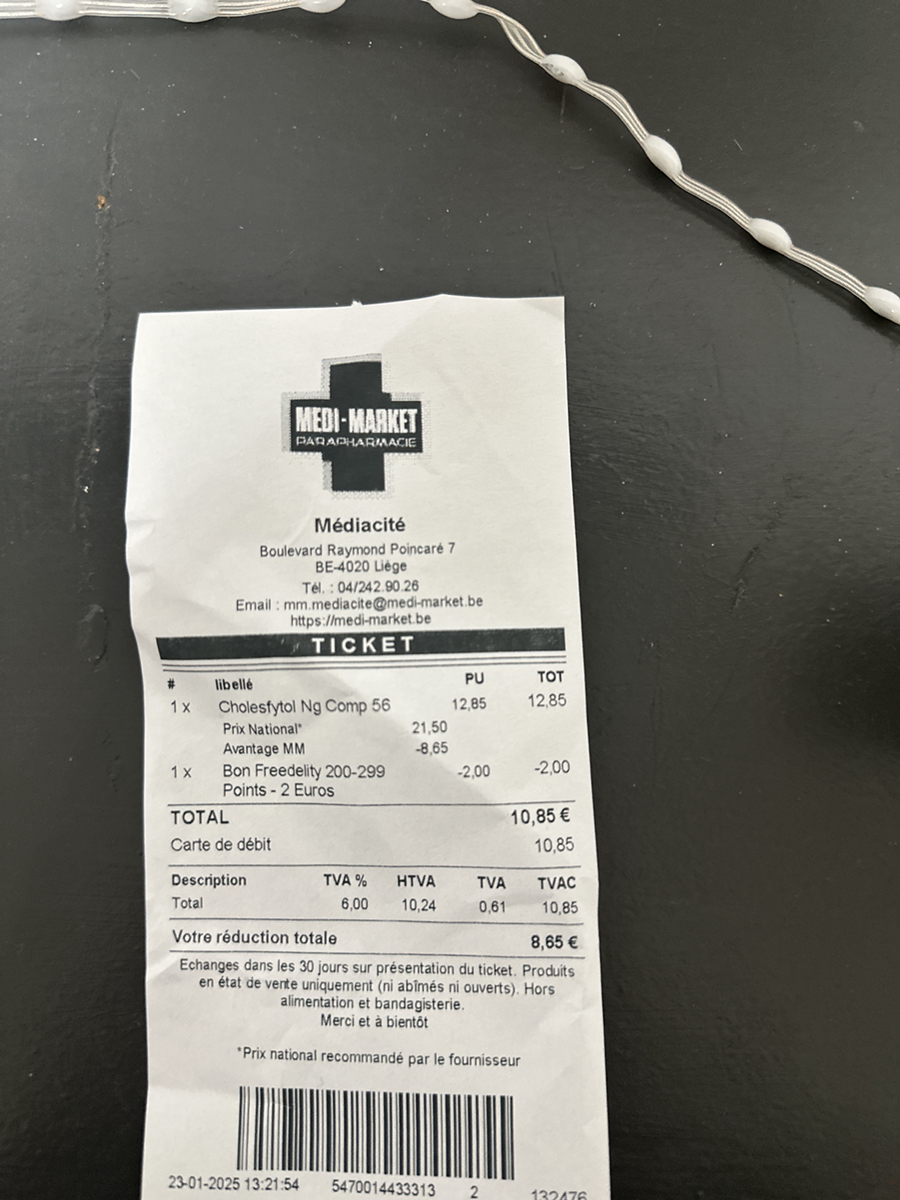 MEDI-MARKET
PARAPHARMACIE
Médiacité
Boulevard Raymond Poincaré 7
BE-4020 Liège
Tél. : 04/242.90.26
Email : mm.mediacite@medi-market.be
https://medi-market.be
TICKET
# libellé PU TOT
1 x Cholesfytol Ng Comp 56 12,85 12,85
Prix National* 21,50
Avantage MM -8,65
1 x Bon Freedelity 200-299 -2,00 -2,00
Points - 2 Euros
TOTAL 10,85 €
Carte de débit 10,85
Description TVA % HTVA TVA TVAC
Total 6,00 10,24 0,61 10,85
Votre réduction totale 8,65 €
Echanges dans les 30 jours sur présentation du ticket. Produits
en état de vente uniquement (ni abîmés ni ouverts). Hors
alimentation et bandagisterie.
Merci et à bientôt
*Prix national recommandé par le fournisseur
23-01-2025 13:21:54 5470014433313 2 132476